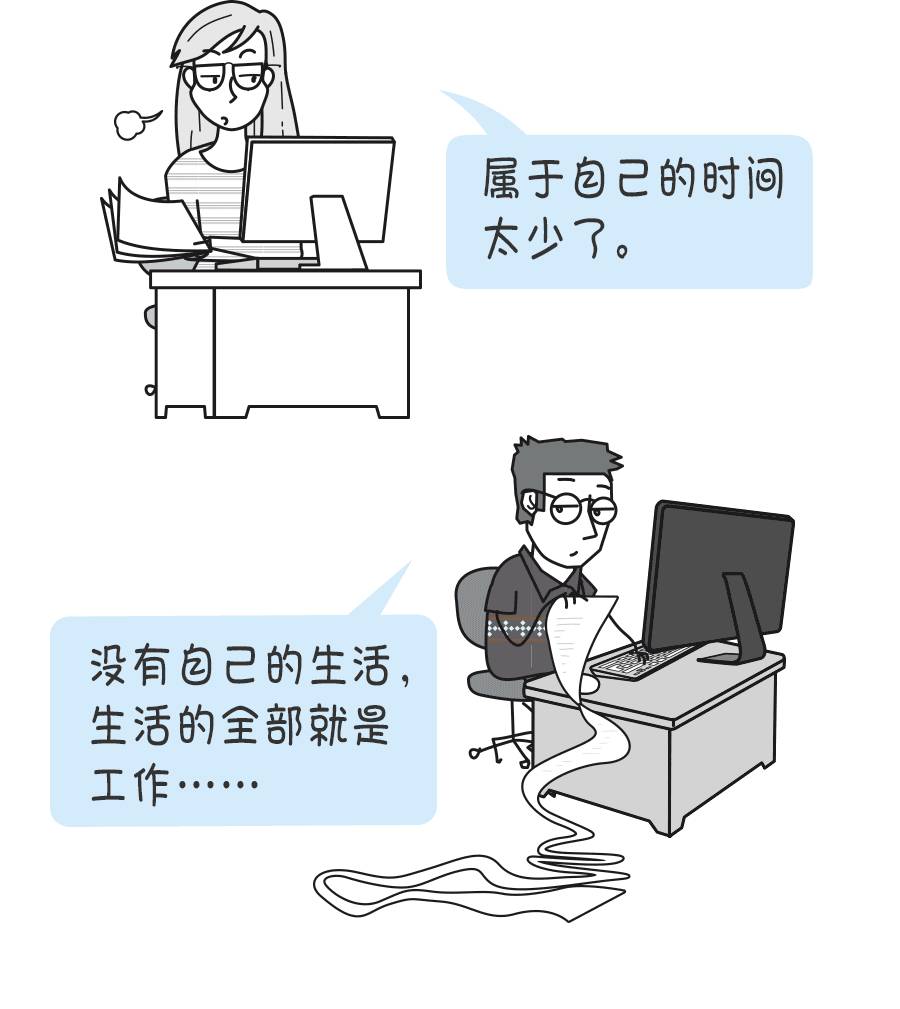 属于自己的时间
太少了。
没有自己的生活，
生活的全部就是
工作……